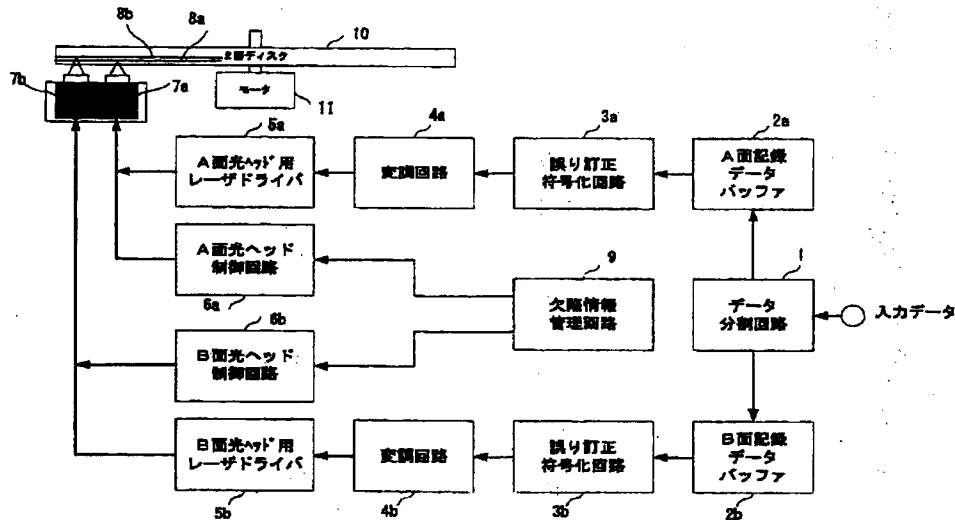 8b
8a
10
2面ディスク
7b
7a
モータ
11
5a
4a
3a
2a
A面光ヘッド用
レーザドライバ
変調回路
誤り訂正
符号化回路
A面記録
データ
バッファ
A面光ヘッド
制御回路
6a
9
欠陥情報
管理回路
1
データ
分割回路
入力データ
6b
B面光ヘッド
制御回路
B面光ヘッド用
レーザドライバ
変調回路
誤り訂正
符号化回路
B面記録
データ
バッファ
5b
4b
3b
2b